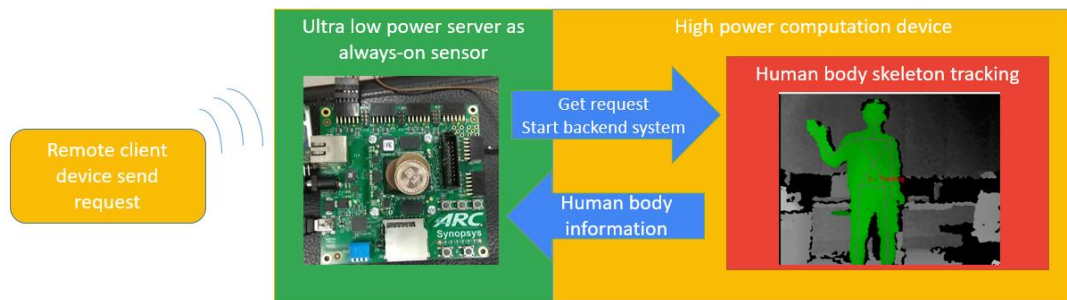 Ultra low power server as
always-on sensor
High power computation device
Human body skeleton tracking
Get request
Start backend system
Remote client
device send
request
Human body
information
ARC
Synopsys